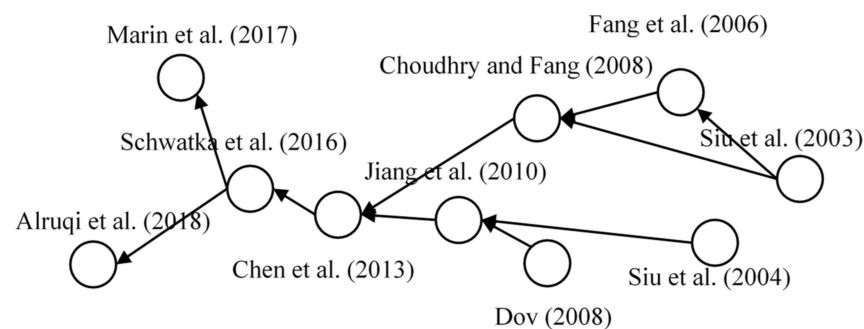 Fang et al. (2006)
Marin et al. (2017)
Choudhry and Fang (2008)
Siu et al. (2003)
Schwatka et al. (2016)
Jiang et al. (2010)
Alruqi et al. (2018)
Chen et al. (2013)
Siu et al. (2004)
Dov (2008)